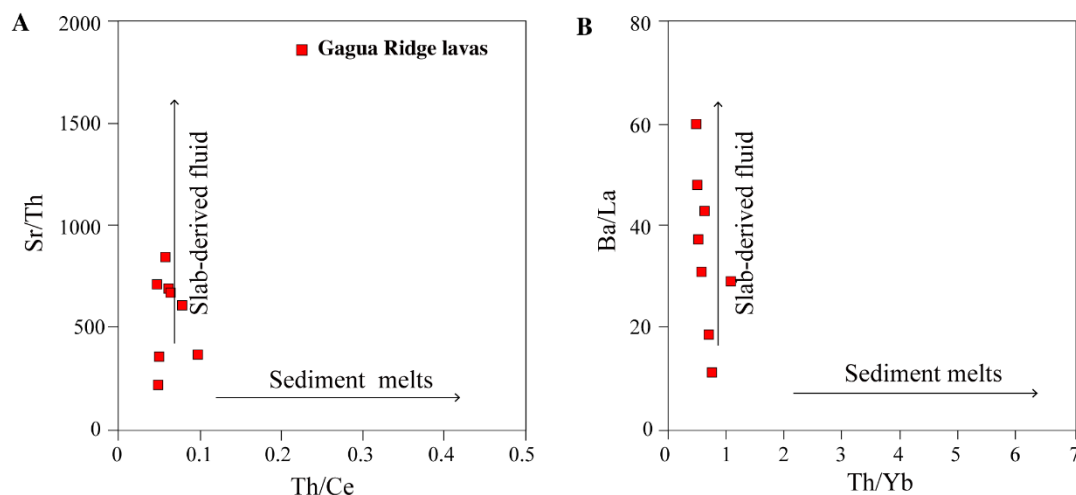 A
Sr/Th
2000
1500
1000
500
0
Gagua Ridge lavas
Slab-derived fluid
Sediment melts
0 0.1 0.2 0.3 0.4 0.5
Th/Ce
B
Ba/La
80
60
40
20
0
Slab-derived fluid
Sediment melts
0 1 2 3 4 5 6 7
Th/Yb